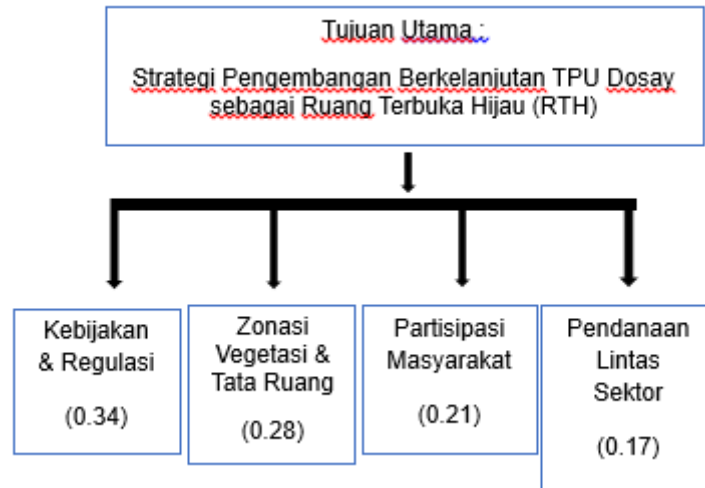 Tujuan Utama :
Strategi Pengembangan Berkelanjutan TPU Dosay
sebagai Ruang Terbuka Hijau (RTH)
Kebijakan
& Regulasi
(0.34)
Zonasi
Vegetasi &
Tata Ruang
(0.28)
Partisipasi
Masyarakat
(0.21)
Pendanaan
Lintas
Sektor
(0.17)